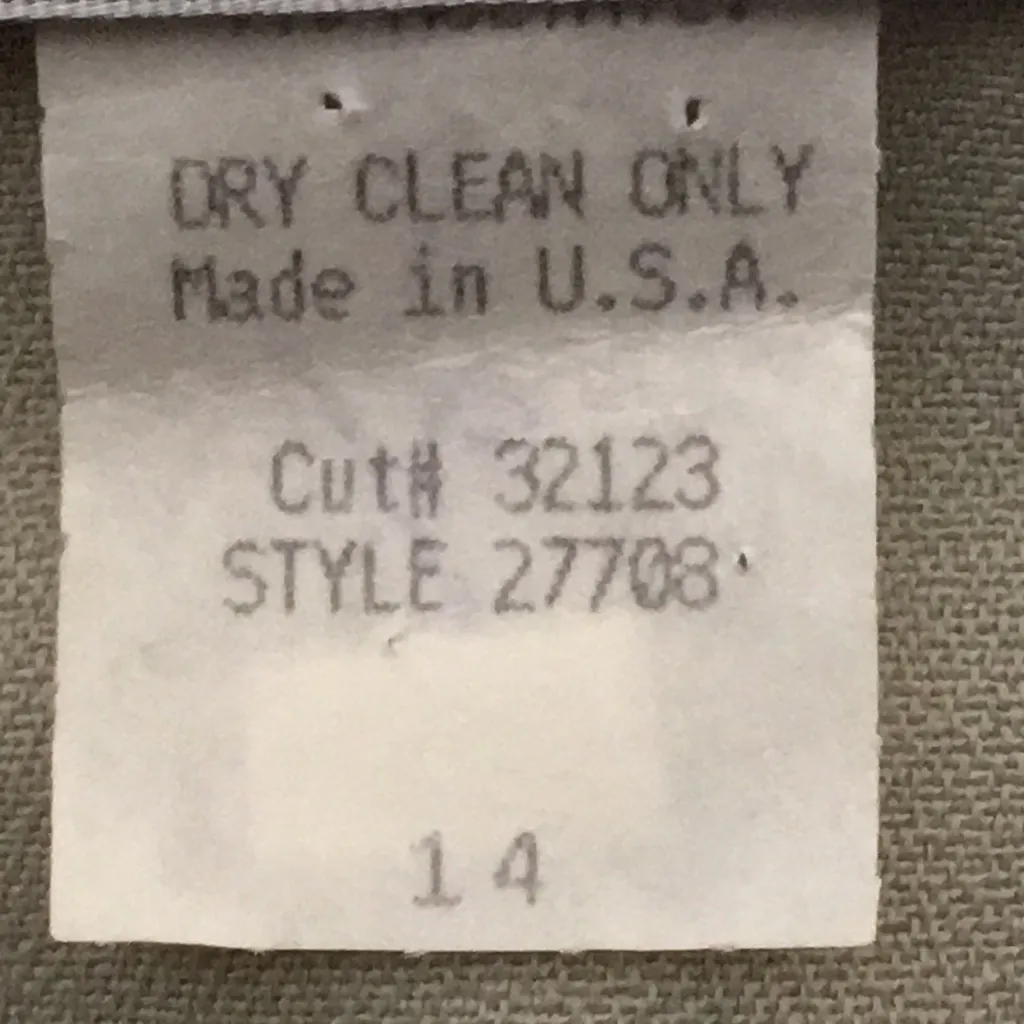 DRY CLEAN ONLY
Made in U.S.A.
Cut# 32123
STYLE 27708
14